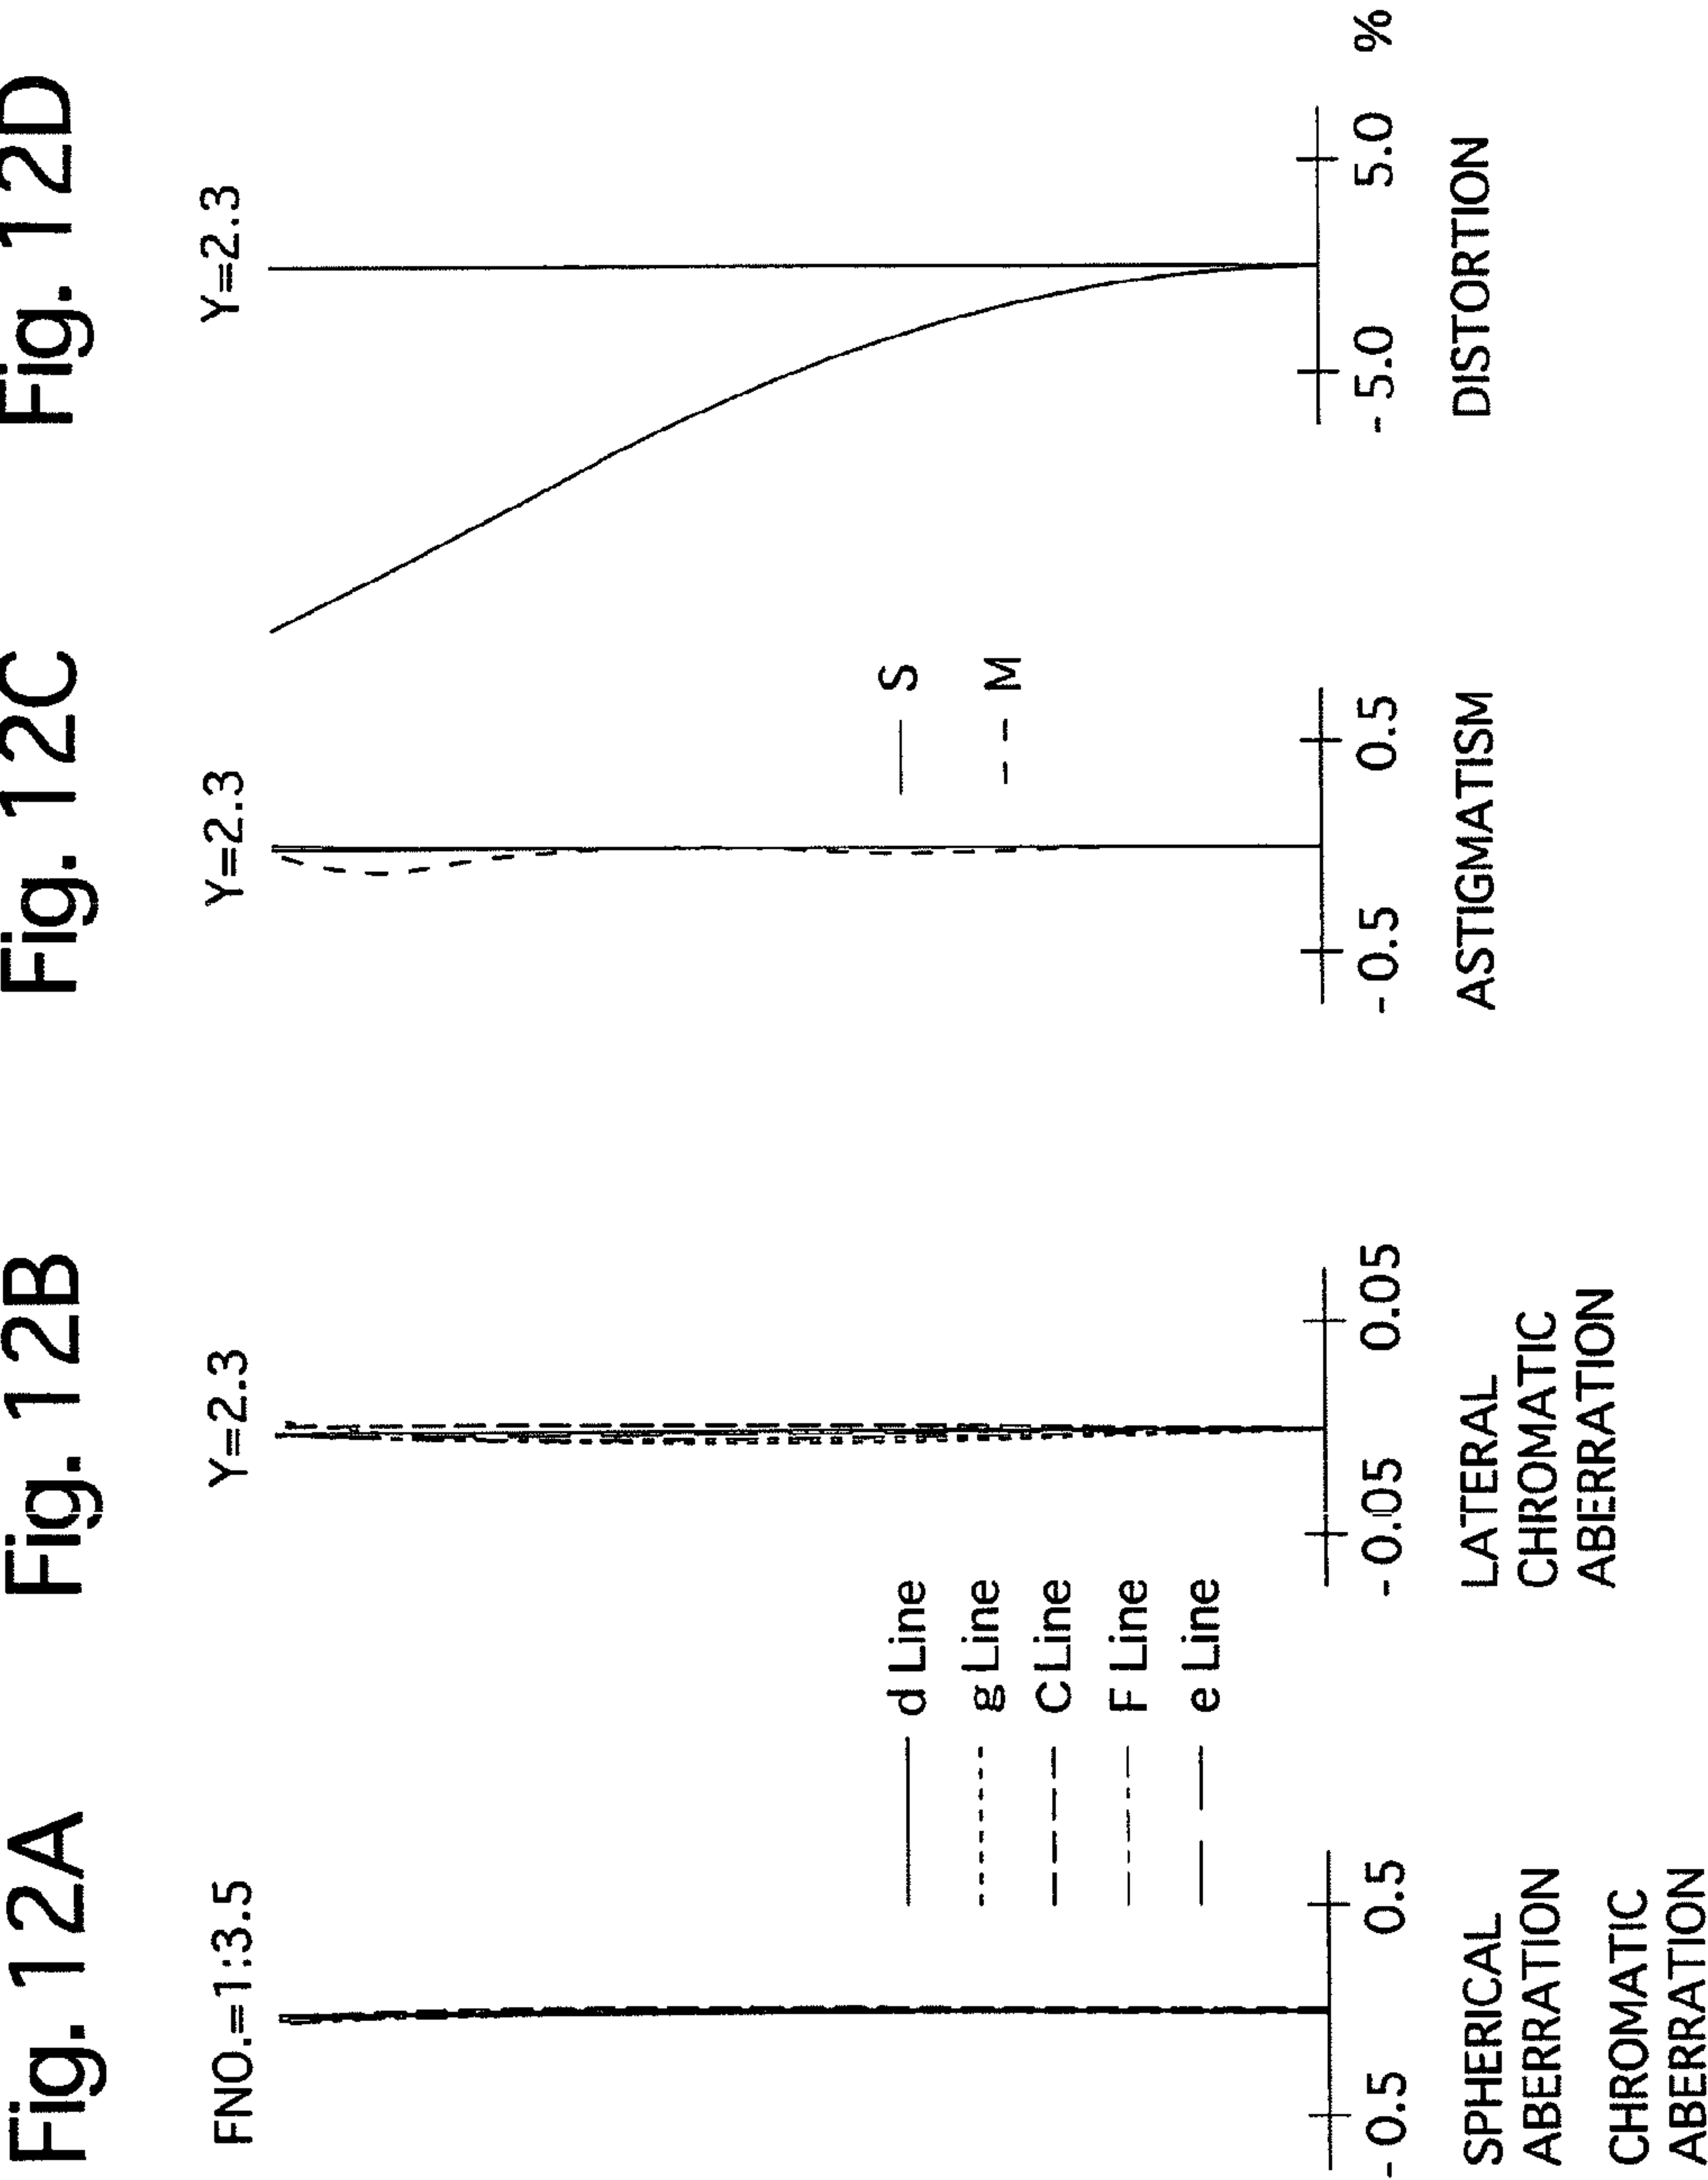 Fig. 12A
FNO.=1:3.5
-0.5 0.5
SPHERICAL
ABERRATION
CHROMATIC
ABERRATION
d Line
g Line
C Line
F Line
e Line
Fig. 12B
Y=2.3
-0.05 0.05
LATERAL
CHROMATIC
ABERRATION
Fig. 12C
Y=2.3
S
M
-0.5 0.5
ASTIGMATISM
Fig. 12D
Y=2.3
-5.0 5.0 %
DISTORTION